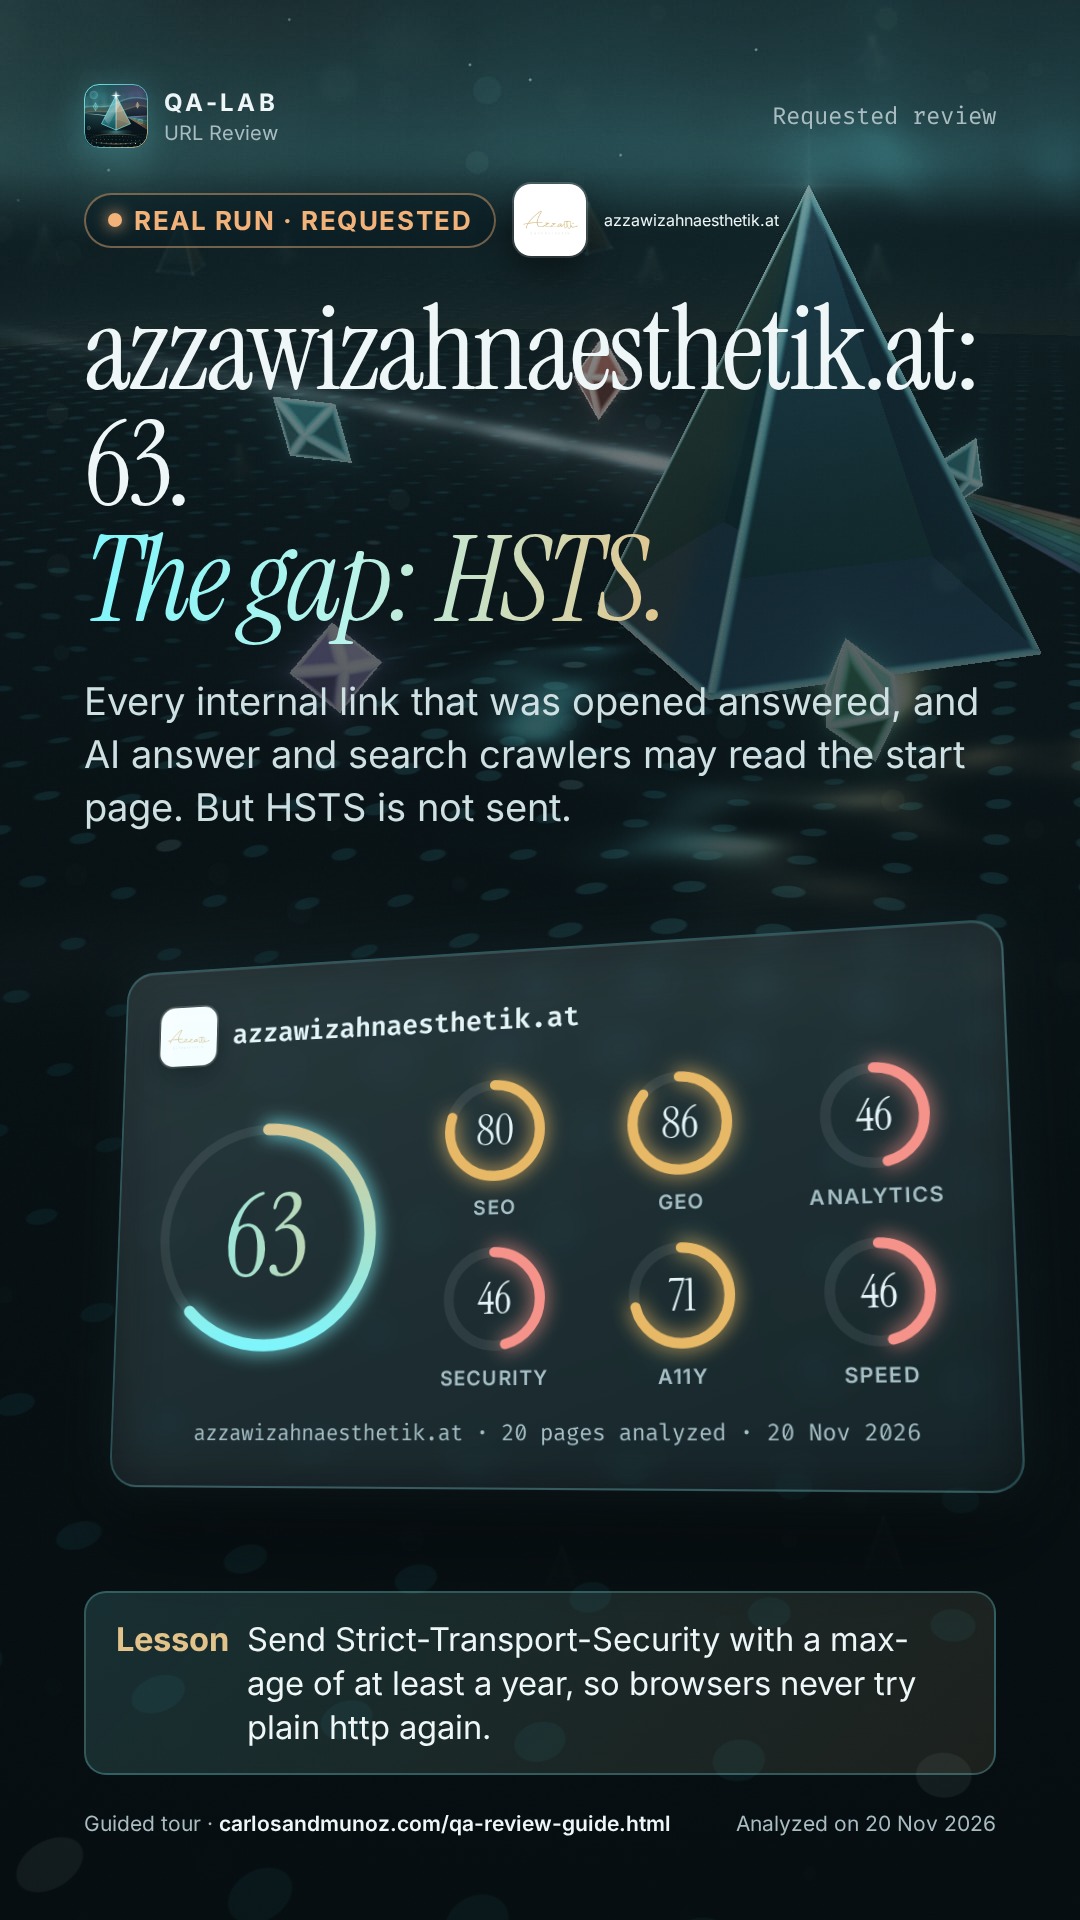 QA-LAB
URL Review
Requested review
REAL RUN · REQUESTED
azzawizahnaesthetik.at
azzawizahnaesthetik.at:
63.
The gap: HSTS.
Every internal link that was opened answered, and
AI answer and search crawlers may read the start
page. But HSTS is not sent.
azzawizahnaesthetik.at
63
80
SEO
86
GEO
46
ANALYTICS
46
SECURITY
71
A11Y
46
SPEED
azzawizahnaesthetik.at · 20 pages analyzed · 20 Nov 2026
Lesson
Send Strict-Transport-Security with a max-
age of at least a year, so browsers never try
plain http again.
Guided tour · carlosandmunoz.com/qa-review-guide.html
Analyzed on 20 Nov 2026